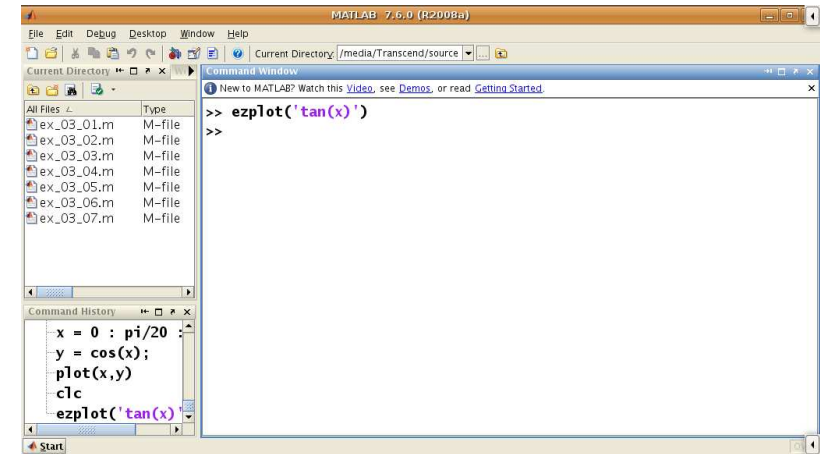 MATLAB 7.6.0 (R2008a)
File Edit Debug Desktop Window Help
Current Directory: /media/Transcend/source
Current Directory
Command Window
New to MATLAB? Watch this Video, see Demos, or read Getting Started.
All Files Type
ex_03_01.m M-file
ex_03_02.m M-file
ex_03_03.m M-file
ex_03_04.m M-file
ex_03_05.m M-file
ex_03_06.m M-file
ex_03_07.m M-file
>> ezplot('tan(x)')
>>
Command History
x = 0 : pi/20 :
y = cos(x);
plot(x,y)
clc
ezplot('tan(x)'
Start